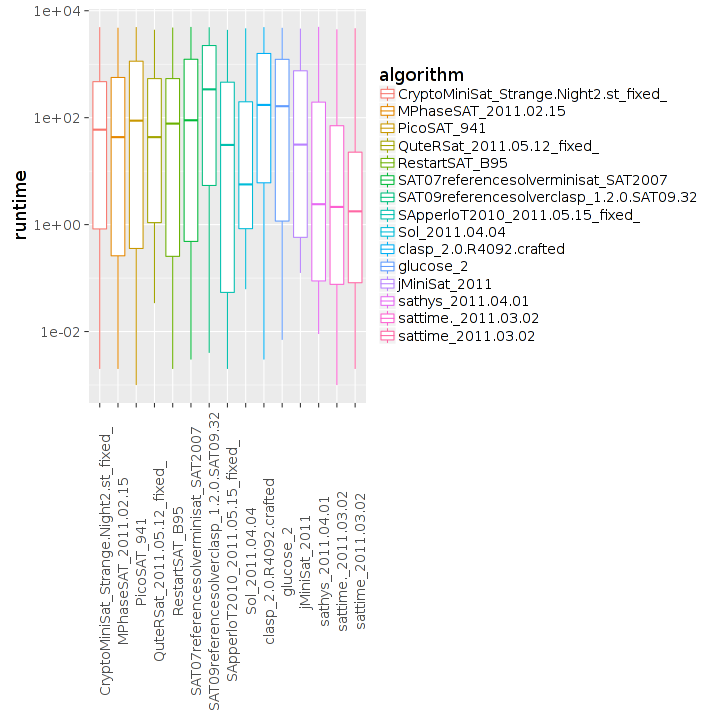 1e+04
1e+02
1e+00
1e-02
runtime
algorithm
CryptoMiniSat_Strange.Night2.st_fixed_
MPhaseSAT_2011.02.15
PicoSAT_941
QuteRSat_2011.05.12_fixed_
RestartSAT_B95
SAT07referencesolverminisat_SAT2007
SAT09referencesolverclasp_1.2.0.SAT09.32
SApperloT2010_2011.05.15_fixed_
Sol_2011.04.04
clasp_2.0.R4092.crafted
glucose_2
jMiniSat_2011
sathys_2011.04.01
sattime._2011.03.02
sattime_2011.03.02
CryptoMiniSat_Strange.Night2.st_fixed_
MPhaseSAT_2011.02.15
PicoSAT_941
QuteRSat_2011.05.12_fixed_
RestartSAT_B95
SAT07referencesolverminisat_SAT2007
SAT09referencesolverclasp_1.2.0.SAT09.32
SApperloT2010_2011.05.15_fixed_
Sol_2011.04.04
clasp_2.0.R4092.crafted
glucose_2
jMiniSat_2011
sathys_2011.04.01
sattime._2011.03.02
sattime_2011.03.02